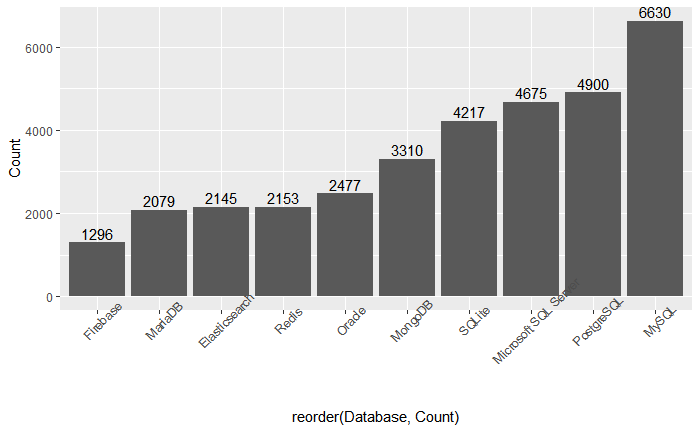 6630
4900
4675
4217
3310
2477
2153
2145
2079
1296
6000
4000
2000
0
Count
Firebase
MariaDB
Elasticsearch
Redis
Oracle
MongoDB
SQLite
Microsoft SQL Server
PostgreSQL
MySQL
reorder(Database, Count)